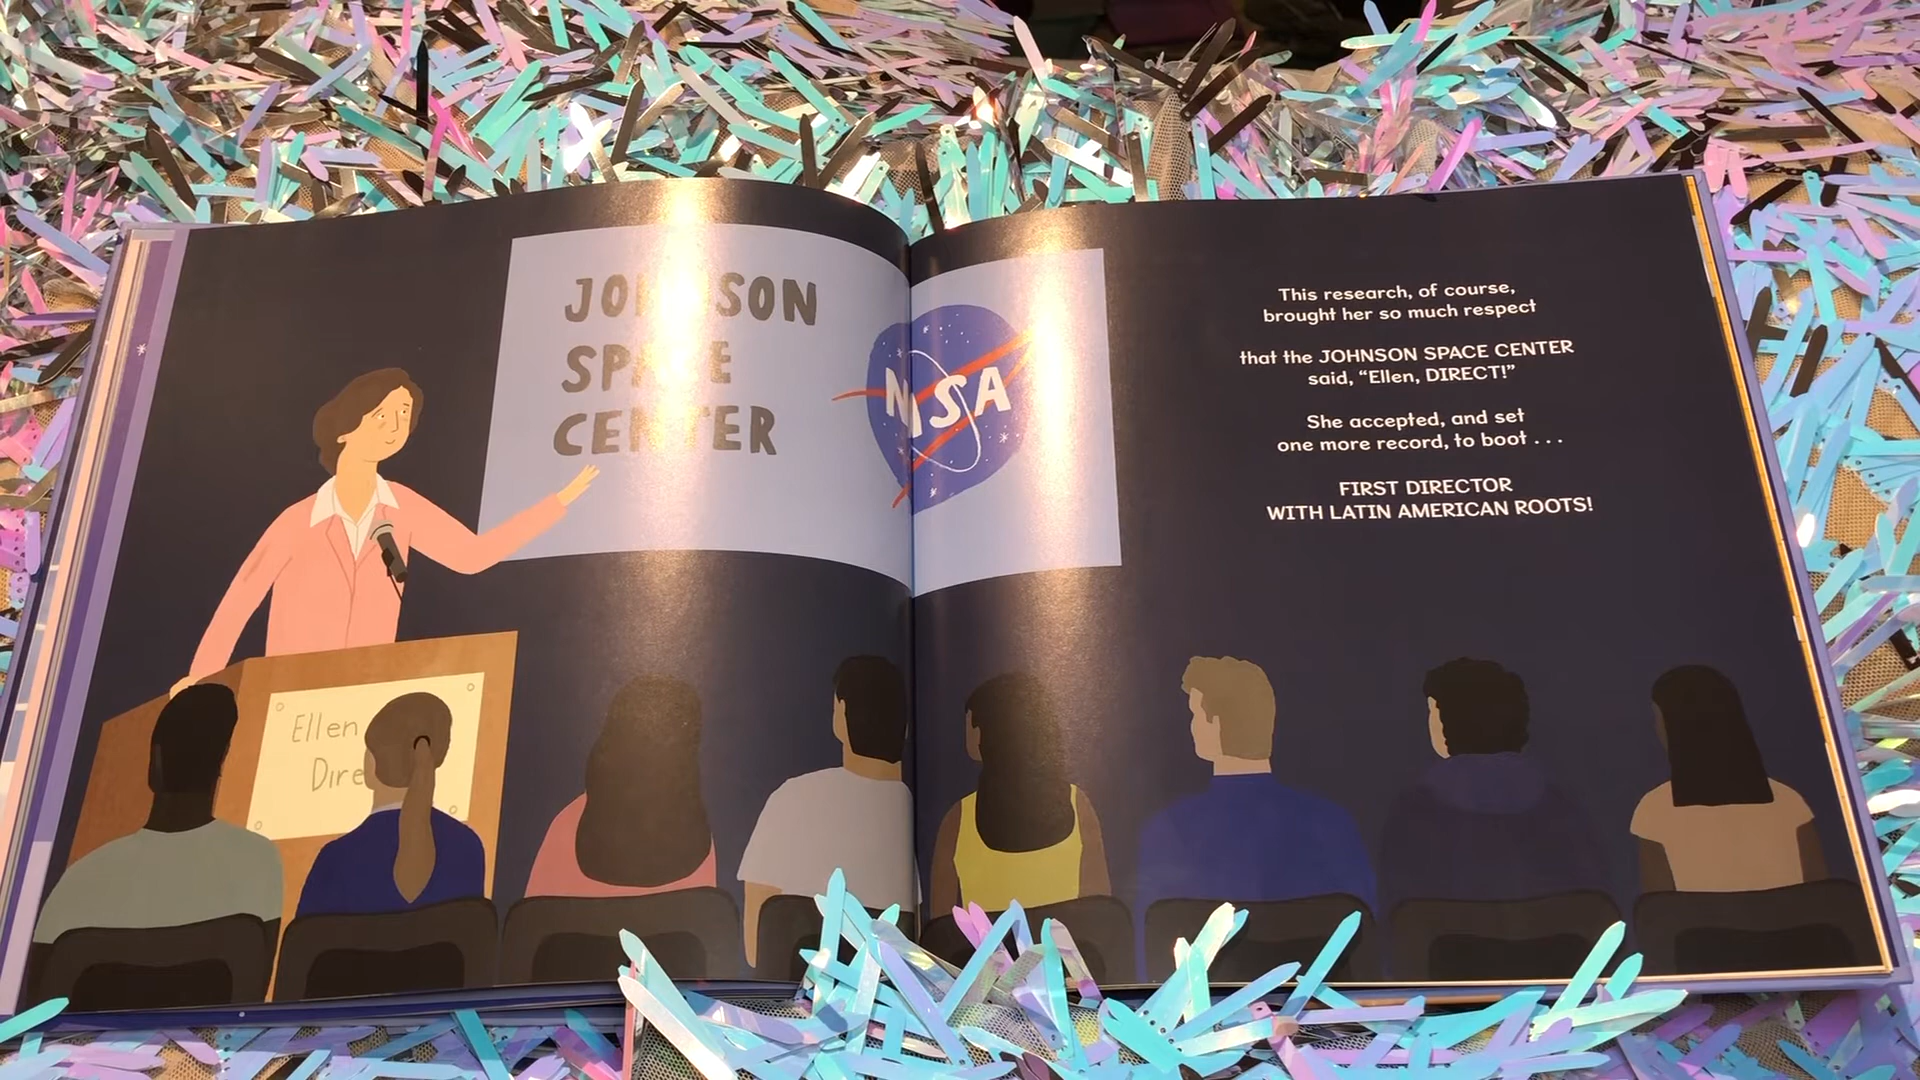 JOHNSON
SPACE
CENTER
NASA
Ellen
Dire
This research, of course,
brought her so much respect
that the JOHNSON SPACE CENTER
said, “Ellen, DIRECT!”
She accepted, and set
one more record, to boot . . .
FIRST DIRECTOR
WITH LATIN AMERICAN ROOTS!